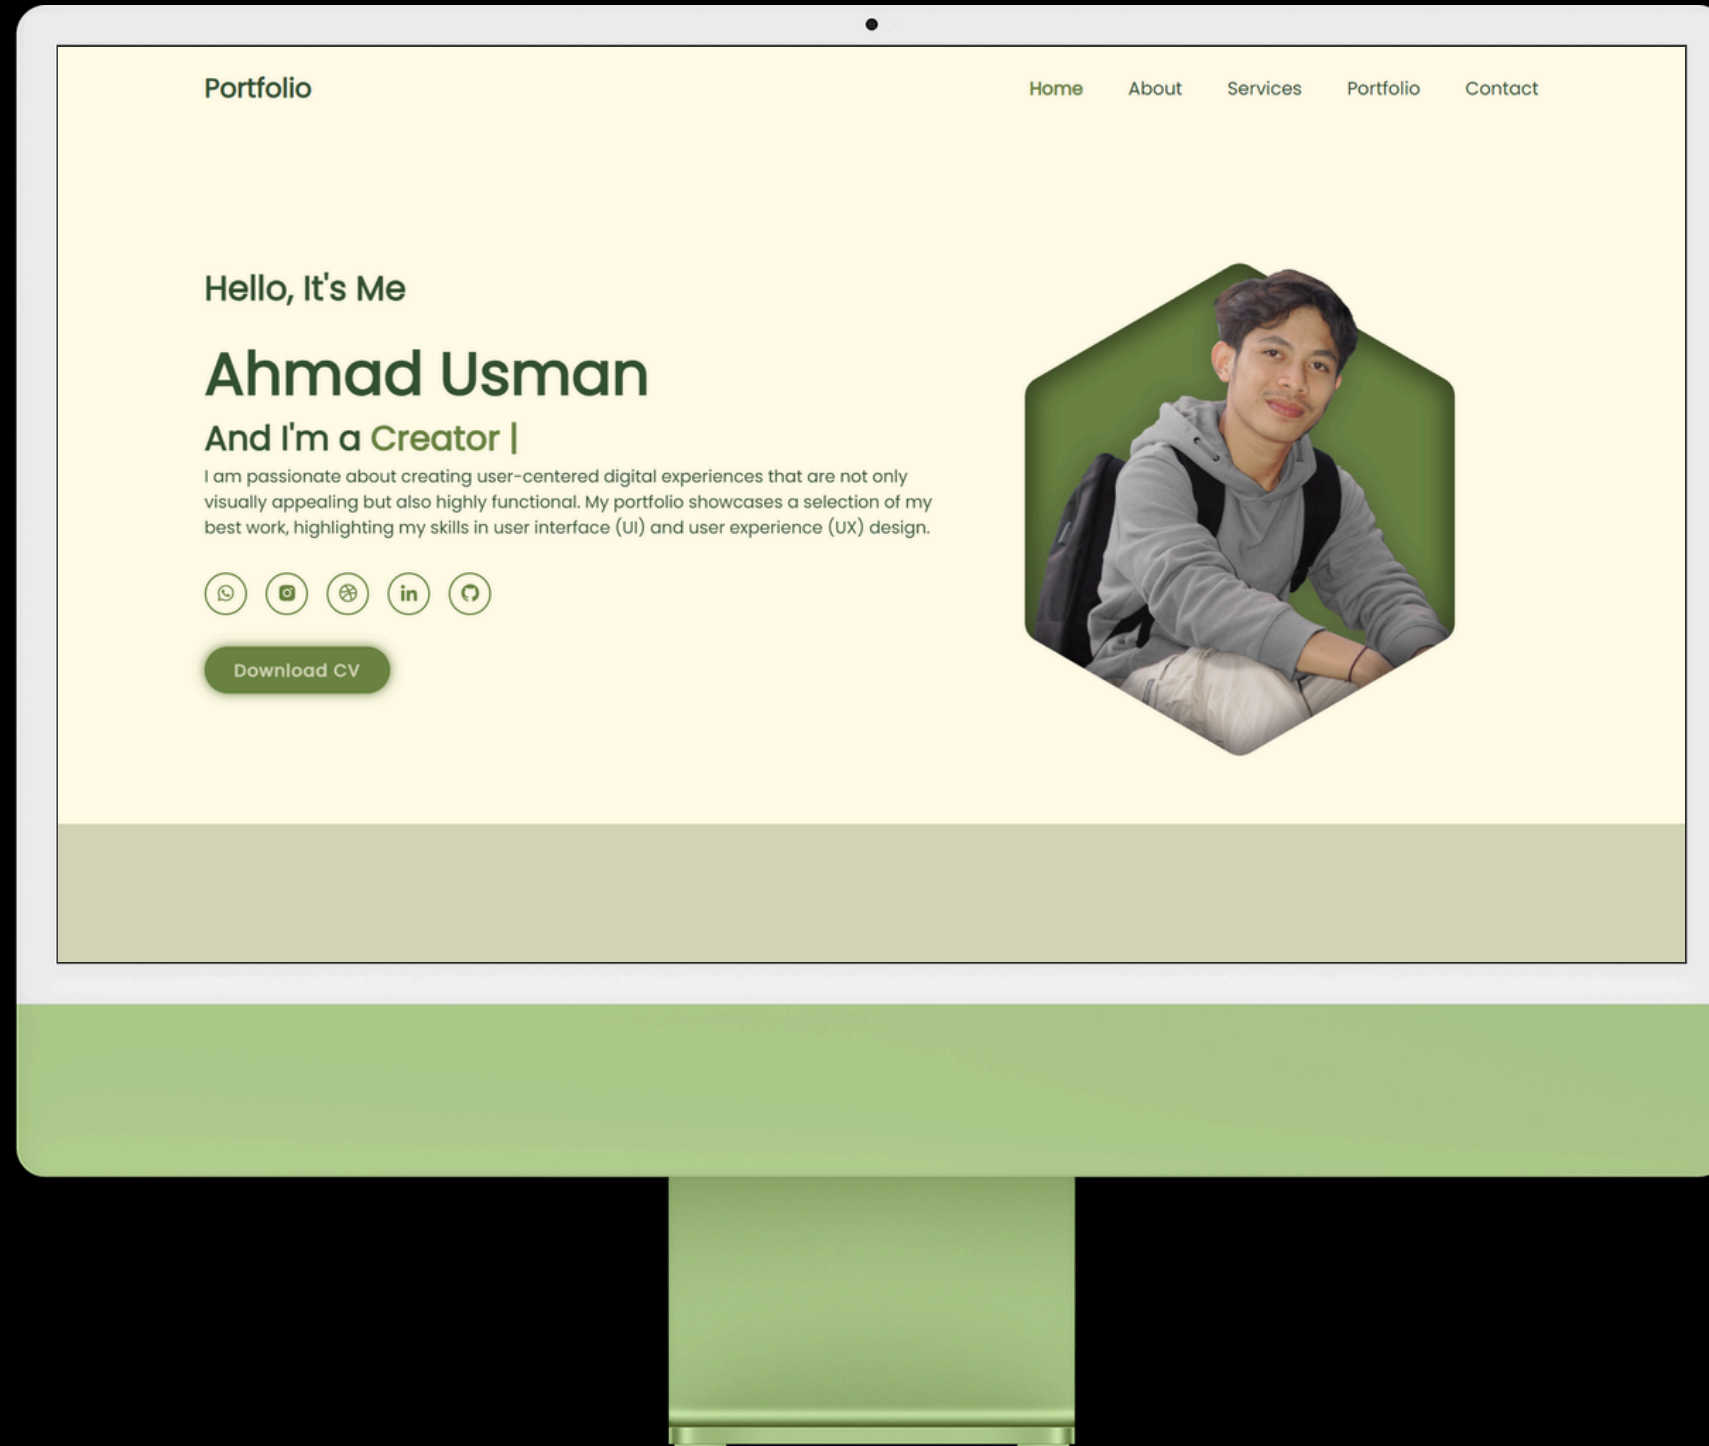 Portfolio
Home About Services Portfolio Contact
Hello, It's Me
Ahmad Usman
And I'm a Creator |
I am passionate about creating user-centered digital experiences that are not only
visually appealing but also highly functional. My portfolio showcases a selection of my
best work, highlighting my skills in user interface (UI) and user experience (UX) design.
in
Download CV